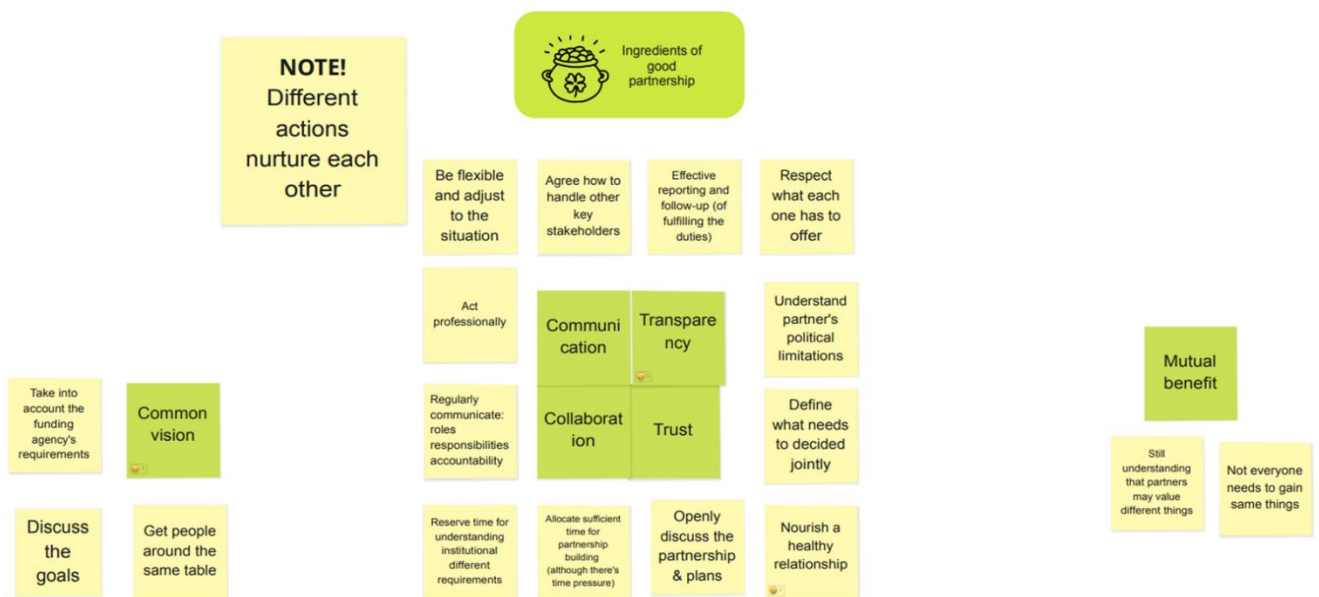 NOTE!
Different
actions
nurture each
other
Ingredients of
good
partnership
Be flexible
and adjust
to the
situation
Agree how to
handle other
key
stakeholders
Effective
reporting and
follow-up (of
fulfilling the
duties)
Respect
what each
one has to
offer
Act
professionally
Communi
cation
Transpare
ncy
Understand
partner's
political
limitations
Take into
account the
funding
agency's
requirements
Common
vision
Regularly
communicate:
roles
responsibilities
accountability
Collaborat
ion
Trust
Define
what needs
to decided
jointly
Mutual
benefit
Still
understanding
that partners
may value
different things
Not everyone
needs to gain
same things
Discuss
the
goals
Get people
around the
same table
Reserve time for
understanding
institutional
different
requirements
Allocate sufficient
time for
partnership
building
(although there's
time pressure)
Openly
discuss the
partnership
& plans
Nourish a
healthy
relationship